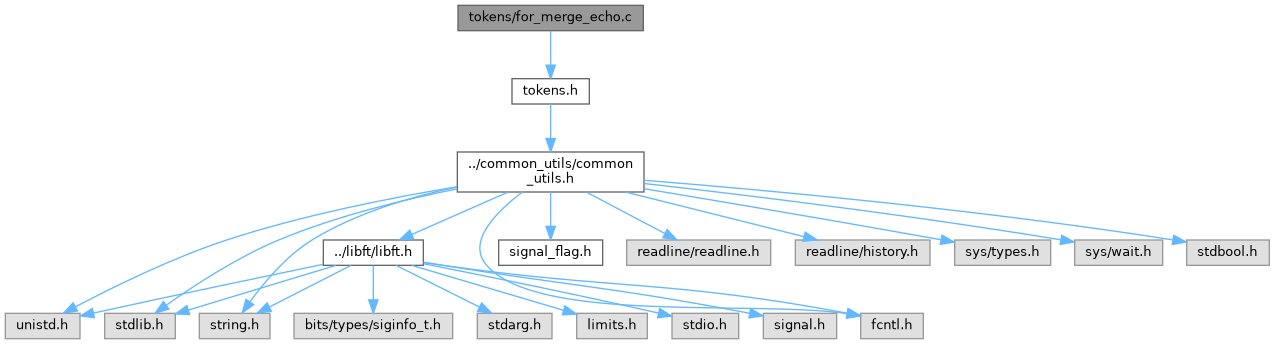 tokens/for_merge_echo.c
tokens.h
../common_utils/common
_utils.h
../libft/libft.h
signal_flag.h
readline/readline.h
readline/history.h
sys/types.h
sys/wait.h
stdbool.h
unistd.h
stdlib.h
string.h
bits/types/siginfo_t.h
stdarg.h
limits.h
stdio.h
signal.h
fcntl.h